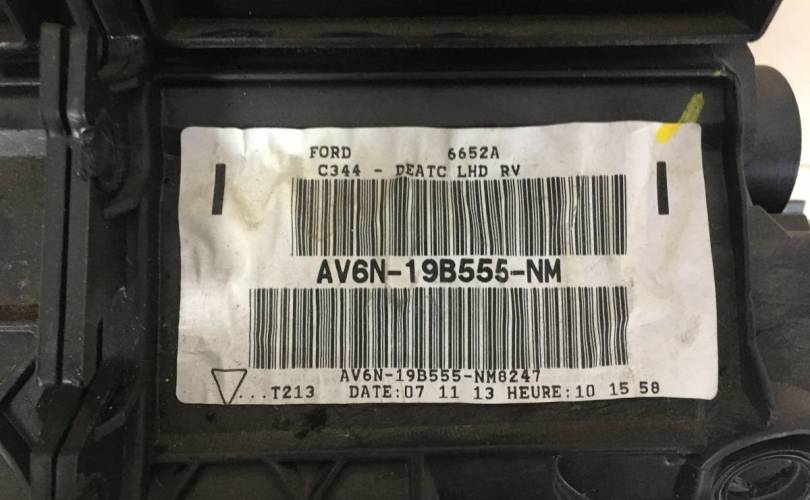 FORD 6652A
C344 - DEATC LHD RV
AV6N-19B555-NM
AV6N-19B555-NM8247
...T213 DATE:07 11 13 HEURE:10 15 58